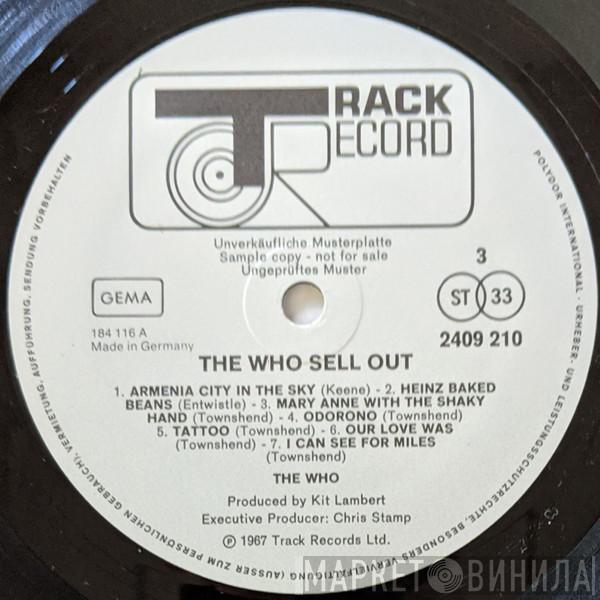 TRACK
RECORD
Unverkäufliche Musterplatte
Sample copy - not for sale
Ungeprüftes Muster
3
GEMA
ST 33
184 116 A
Made in Germany
2409 210
THE WHO SELL OUT
1. ARMENIA CITY IN THE SKY (Keene) - 2. HEINZ BAKED
BEANS (Entwistle) - 3. MARY ANNE WITH THE SHAKY
HAND (Townshend) - 4. ODORONO (Townshend)
5. TATTOO (Townshend) - 6. OUR LOVE WAS
(Townshend) - 7. I CAN SEE FOR MILES
(Townshend)
THE WHO
Produced by Kit Lambert
Executive Producer: Chris Stamp
Ⓟ 1967 Track Records Ltd.
POLYDOR INTERNATIONAL · URHEBER- UND LEISTUNGSSCHUTZRECHTE, BESONDERS VERVIELFÄLTIGUNG (AUSSER ZUM PERSÖNLICHEN GEBRAUCH), VERMIETUNG, AUFFÜHRUNG, SENDUNG VORBEHALTEN
МАРКЕТ ВИНИЛА